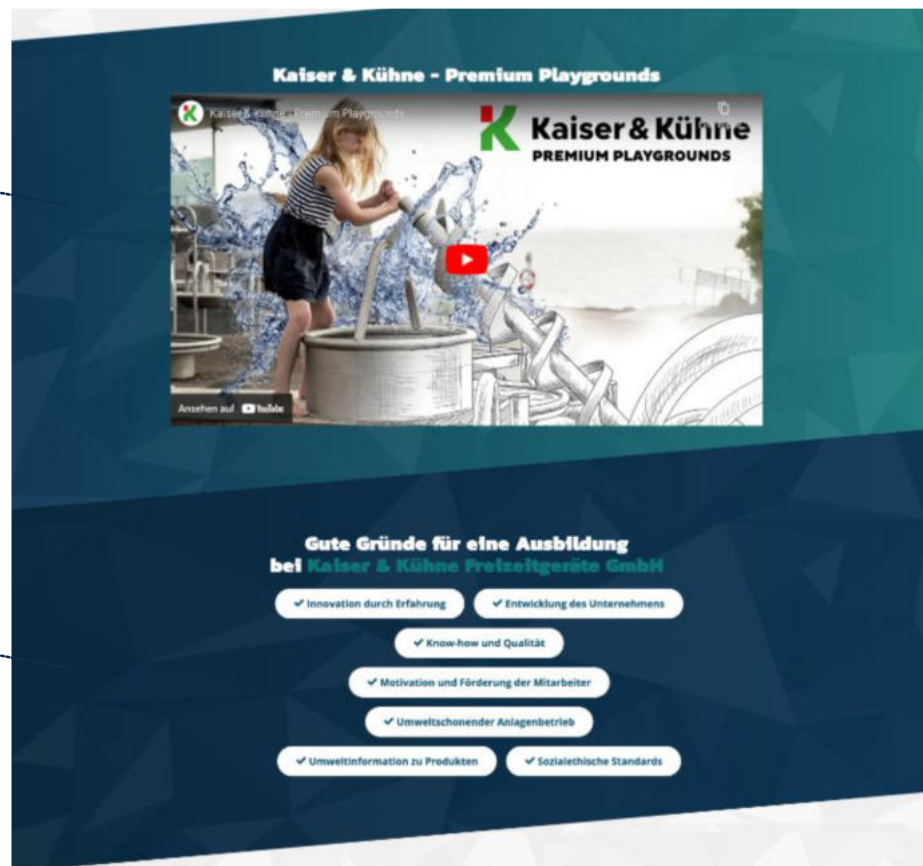 Kaiser & Kühne - Premium Playgrounds
Kaiser & Kühne - Premium Playgrounds
Kaiser & Kühne
PREMIUM PLAYGROUNDS
Ansehen auf YouTube
Gute Gründe für eine Ausbildung
bei Kaiser & Kühne Freizeitgeräte GmbH
✓ Innovation durch Erfahrung ✓ Entwicklung des Unternehmens
✓ Know-how und Qualität
✓ Motivation und Förderung der Mitarbeiter
✓ Umweltschonender Anlagenbetrieb
✓ Umweltinformation zu Produkten ✓ Sozialethische Standards